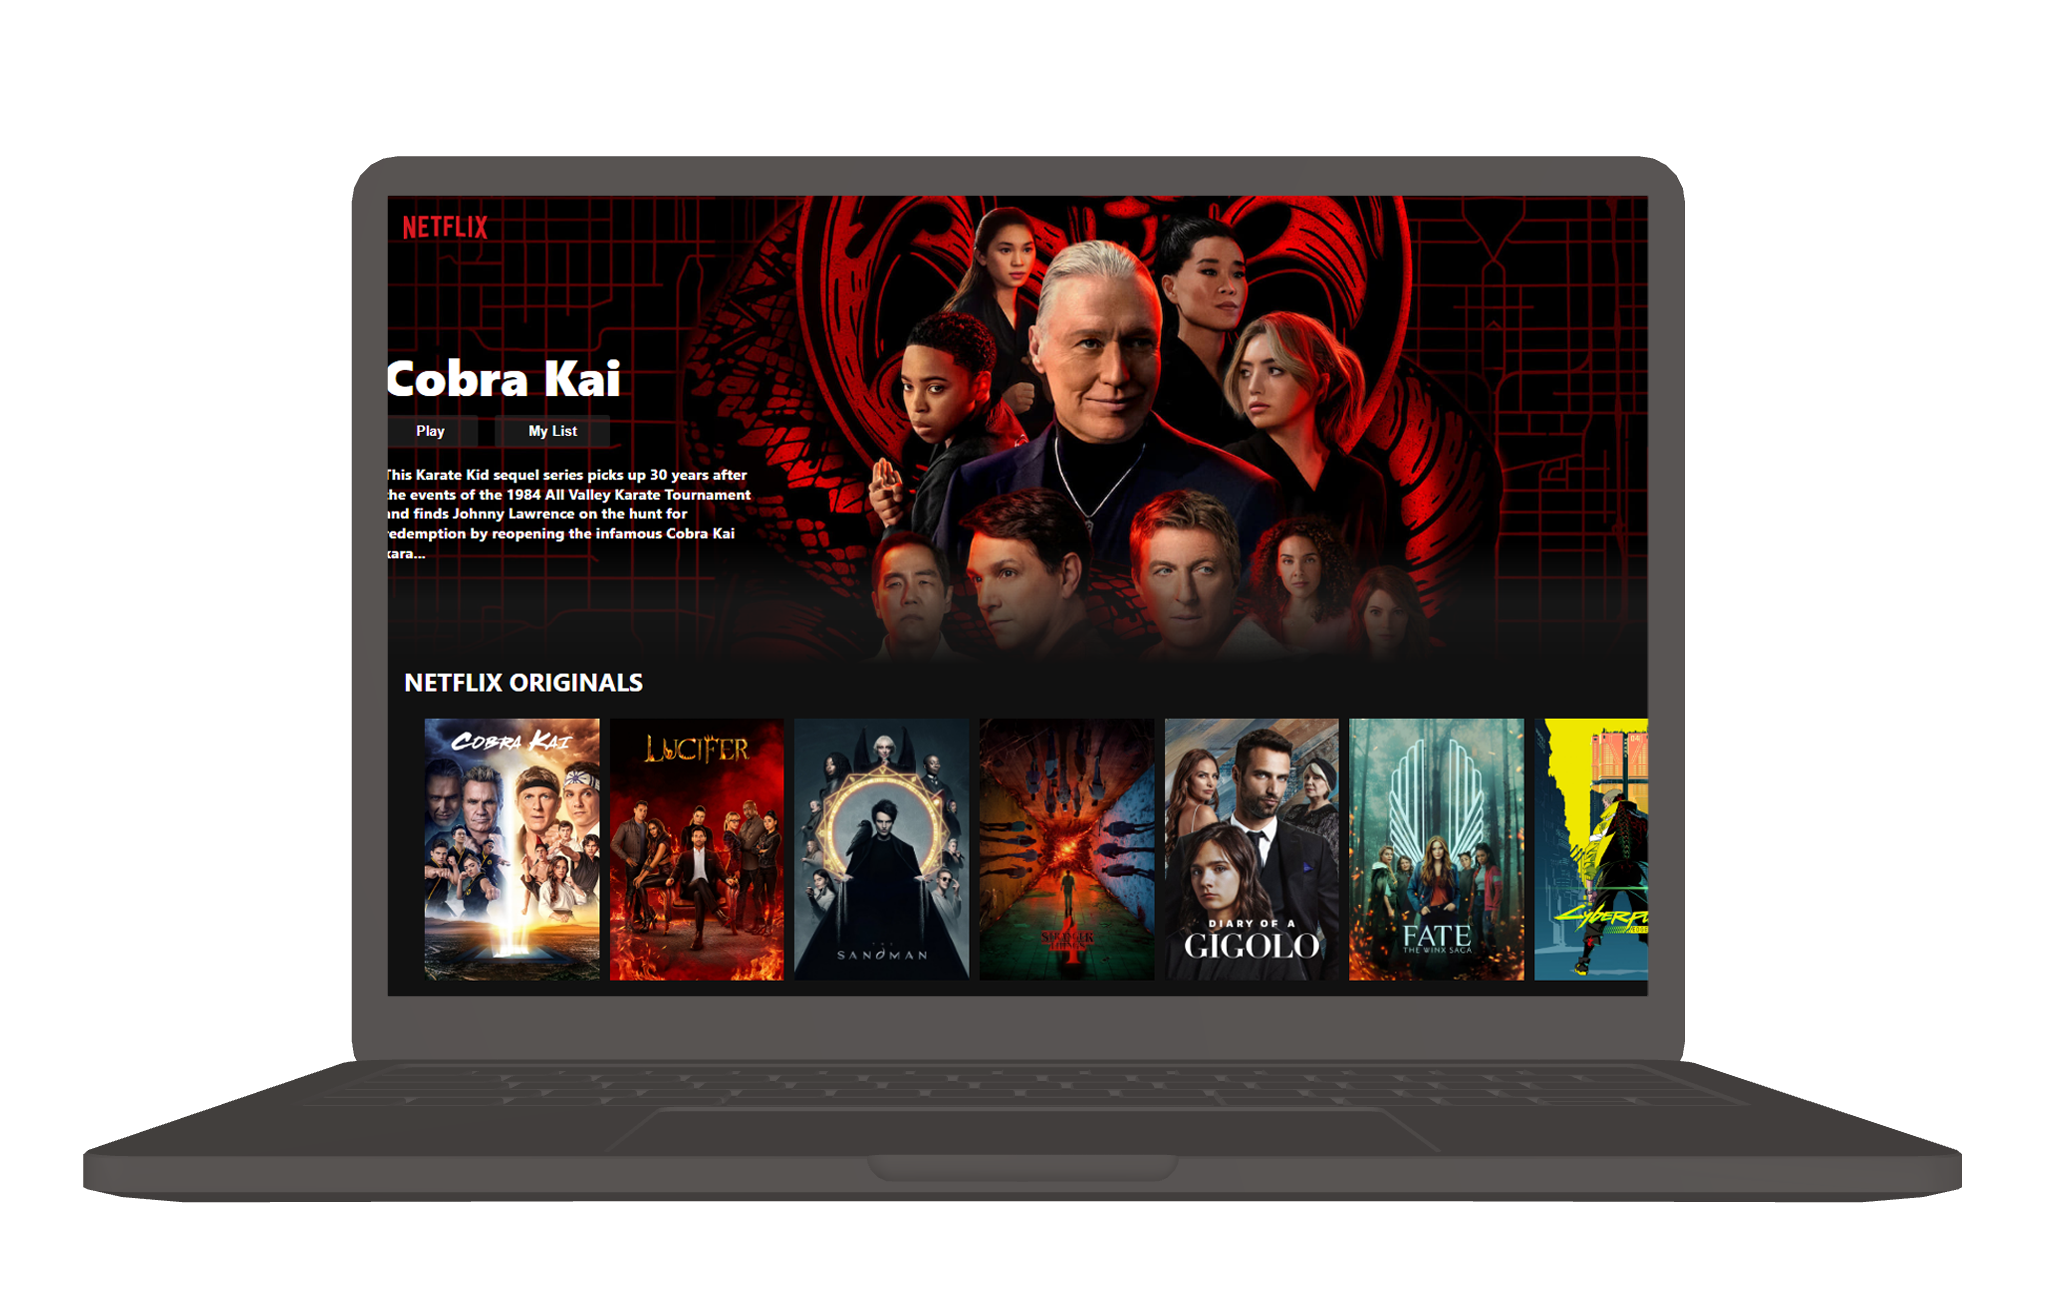 NETFLIX
Cobra Kai
Play
My List
This Karate Kid sequel series picks up 30 years after
the events of the 1984 All Valley Karate Tournament
and finds Johnny Lawrence on the hunt for
redemption by reopening the infamous Cobra Kai
kara...
NETFLIX ORIGINALS
COBRA KAI
LUCIFER
THE
SANDMAN
STRANGER
THINGS
4
DIARY OF A
GIGOLO
FATE
THE WINX SAGA